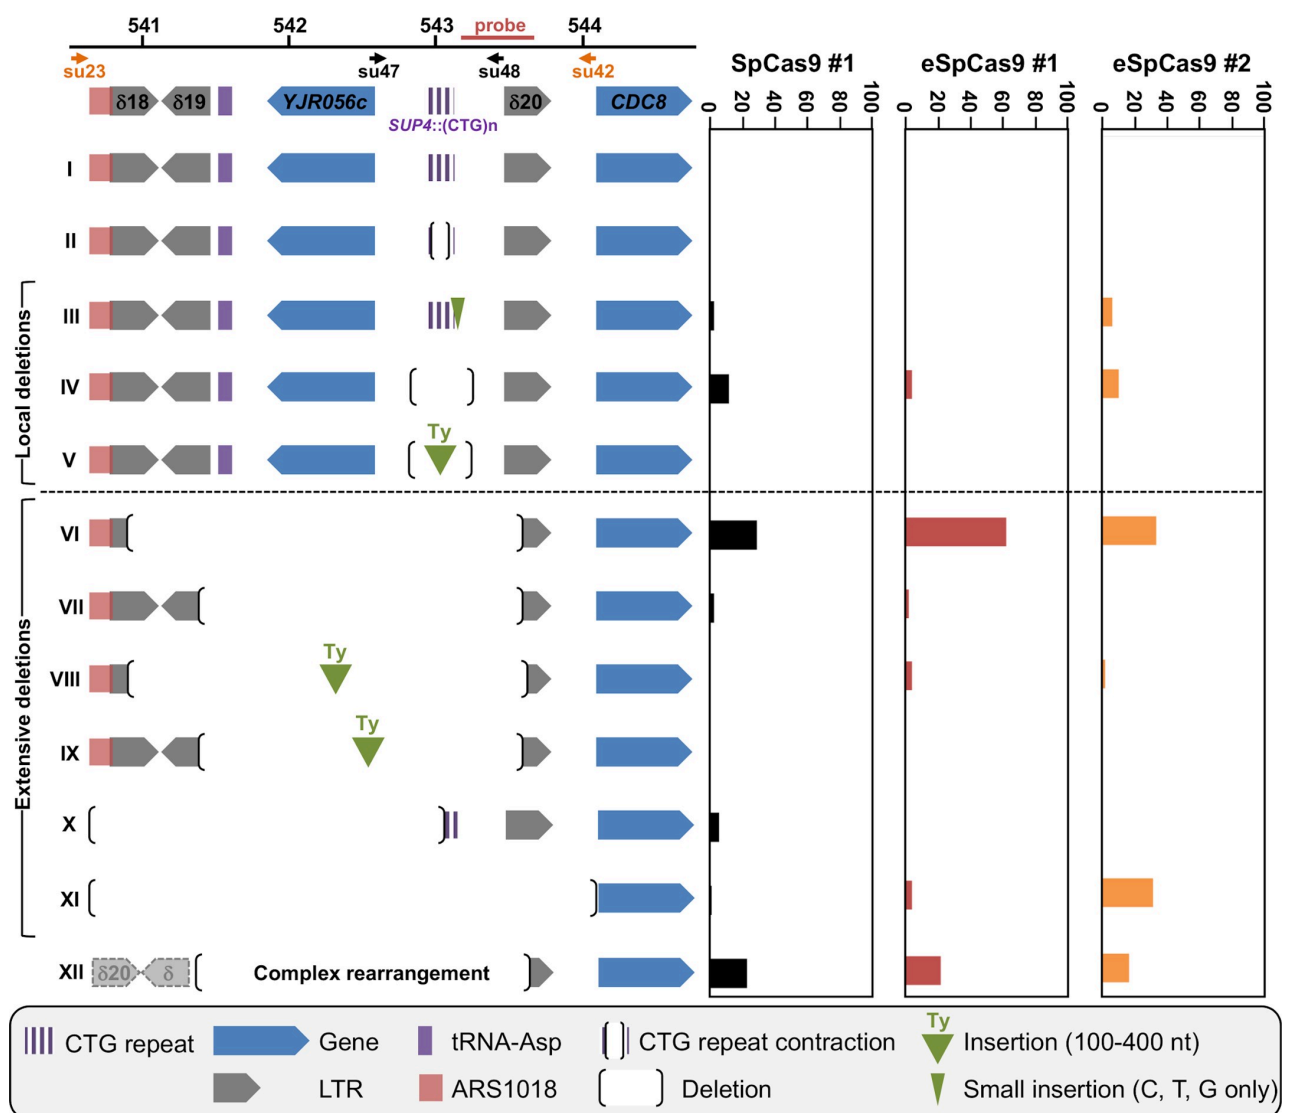 541 542 543 544
probe
su23 su47 su48 su42
SpCas9 #1 eSpCas9 #1 eSpCas9 #2
0 20 40 60 80 100 0 20 40 60 80 100 0 20 40 60 80 100
δ18 δ19 YJR056c δ20 CDC8
SUP4::(CTG)n
I
II
Local deletions
III
IV
V Ty
Extensive deletions
VI
VII
VIII Ty
IX Ty
X
XI
XII δ20 δ Complex rearrangement
CTG repeat Gene tRNA-Asp CTG repeat contraction Ty Insertion (100-400 nt)
LTR ARS1018 Deletion Small insertion (C, T, G only)